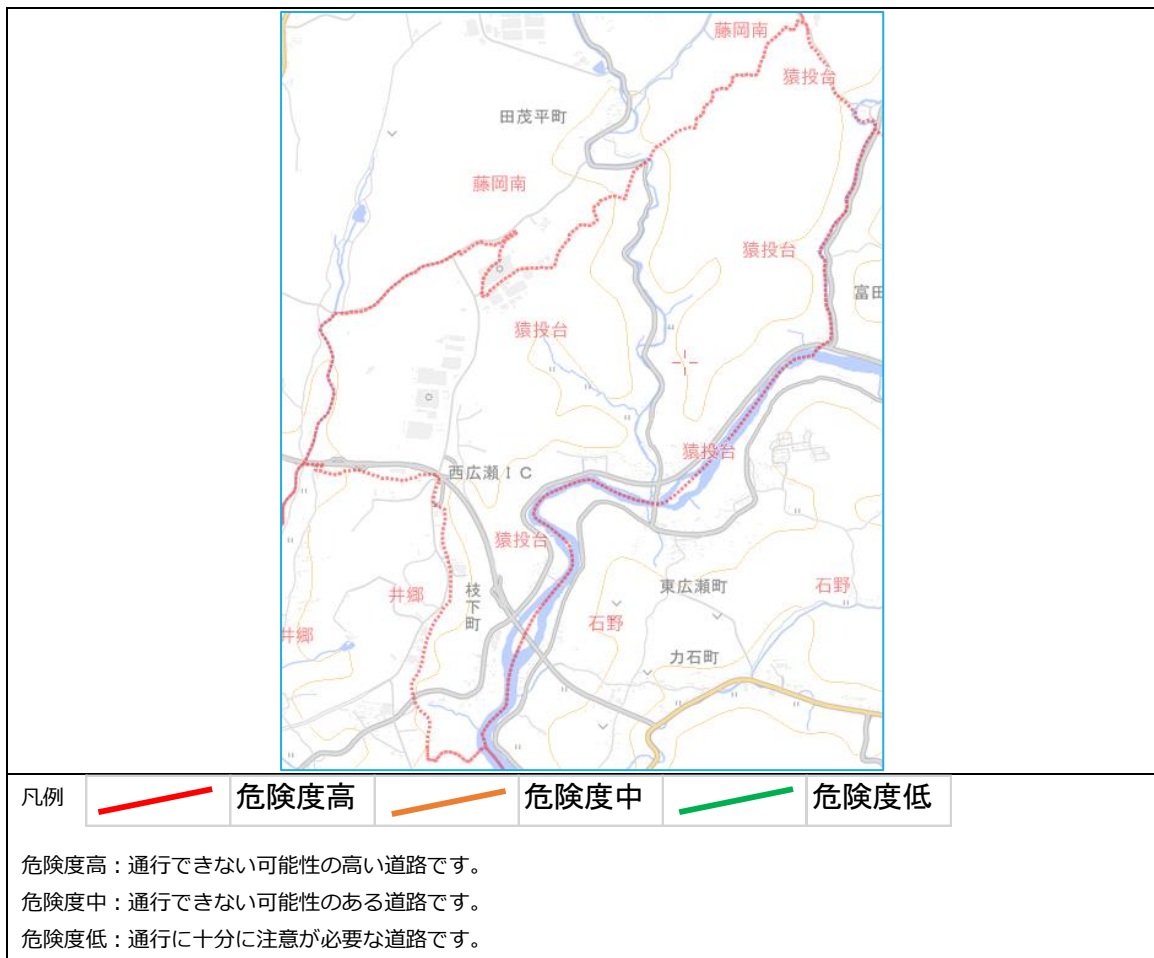 藤岡南
猿投台
田茂平町
藤岡南
猿投台
富田
猿投台
猿投台
西広瀬IC
猿投台
枝下町
井郷
東広瀬町
石野
石野
井郷
力石町
凡例 危険度高 危険度中 危険度低
危険度高：通行できない可能性の高い道路です。
危険度中：通行できない可能性のある道路です。
危険度低：通行に十分に注意が必要な道路です。